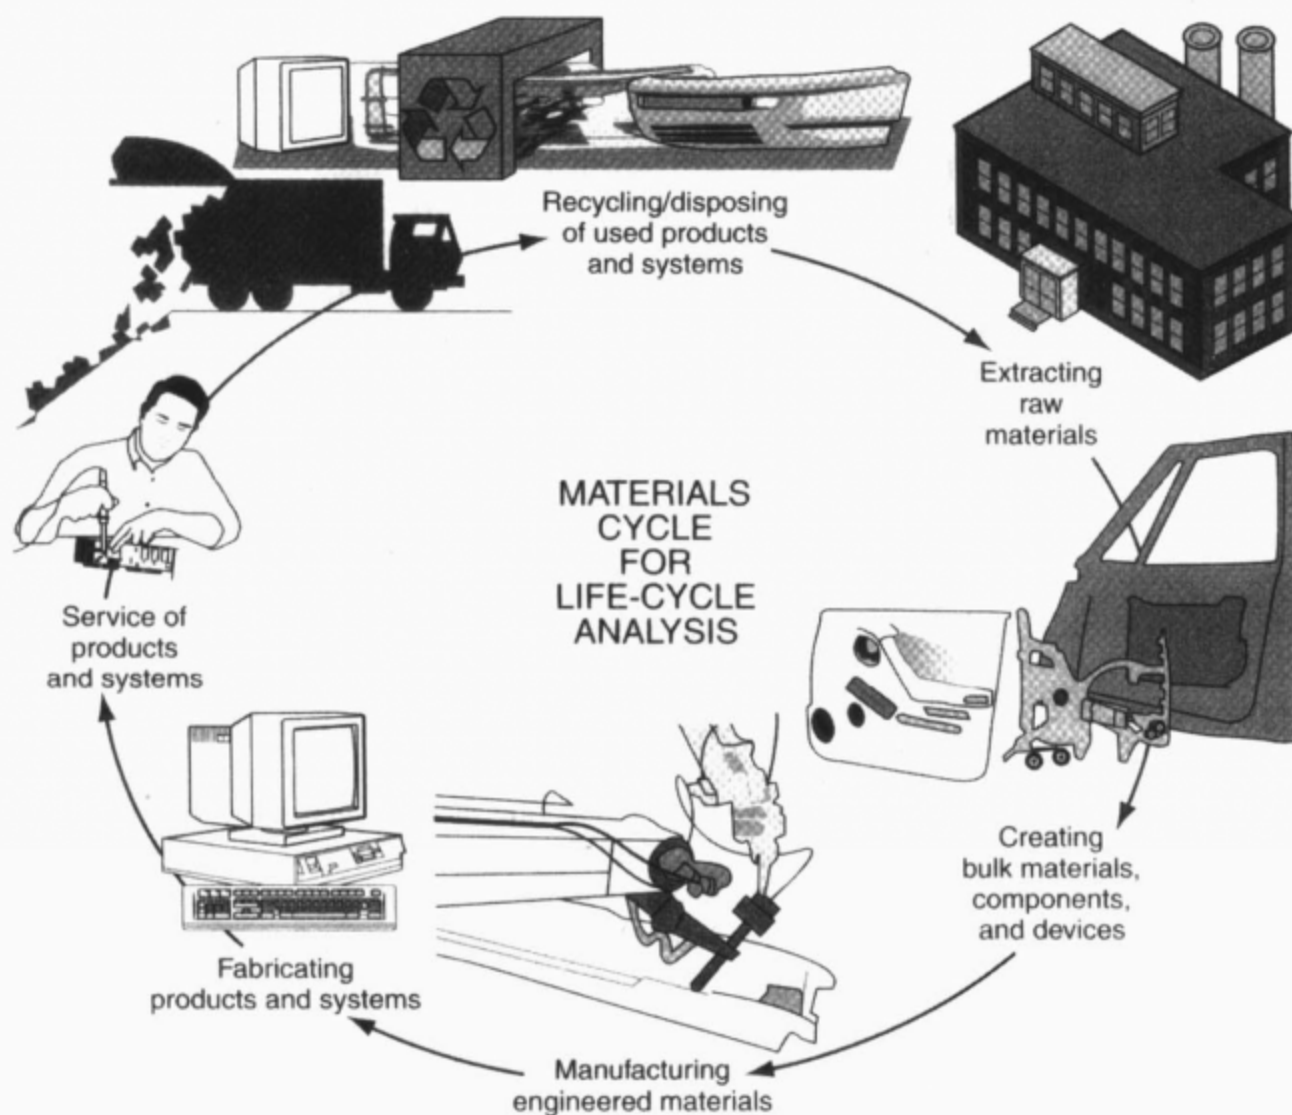 Recycling/disposing
of used products
and systems
Extracting
raw
materials
MATERIALS
CYCLE
FOR
LIFE-CYCLE
ANALYSIS
Service of
products
and systems
Creating
bulk materials,
components,
and devices
Fabricating
products and systems
Manufacturing
engineered materials